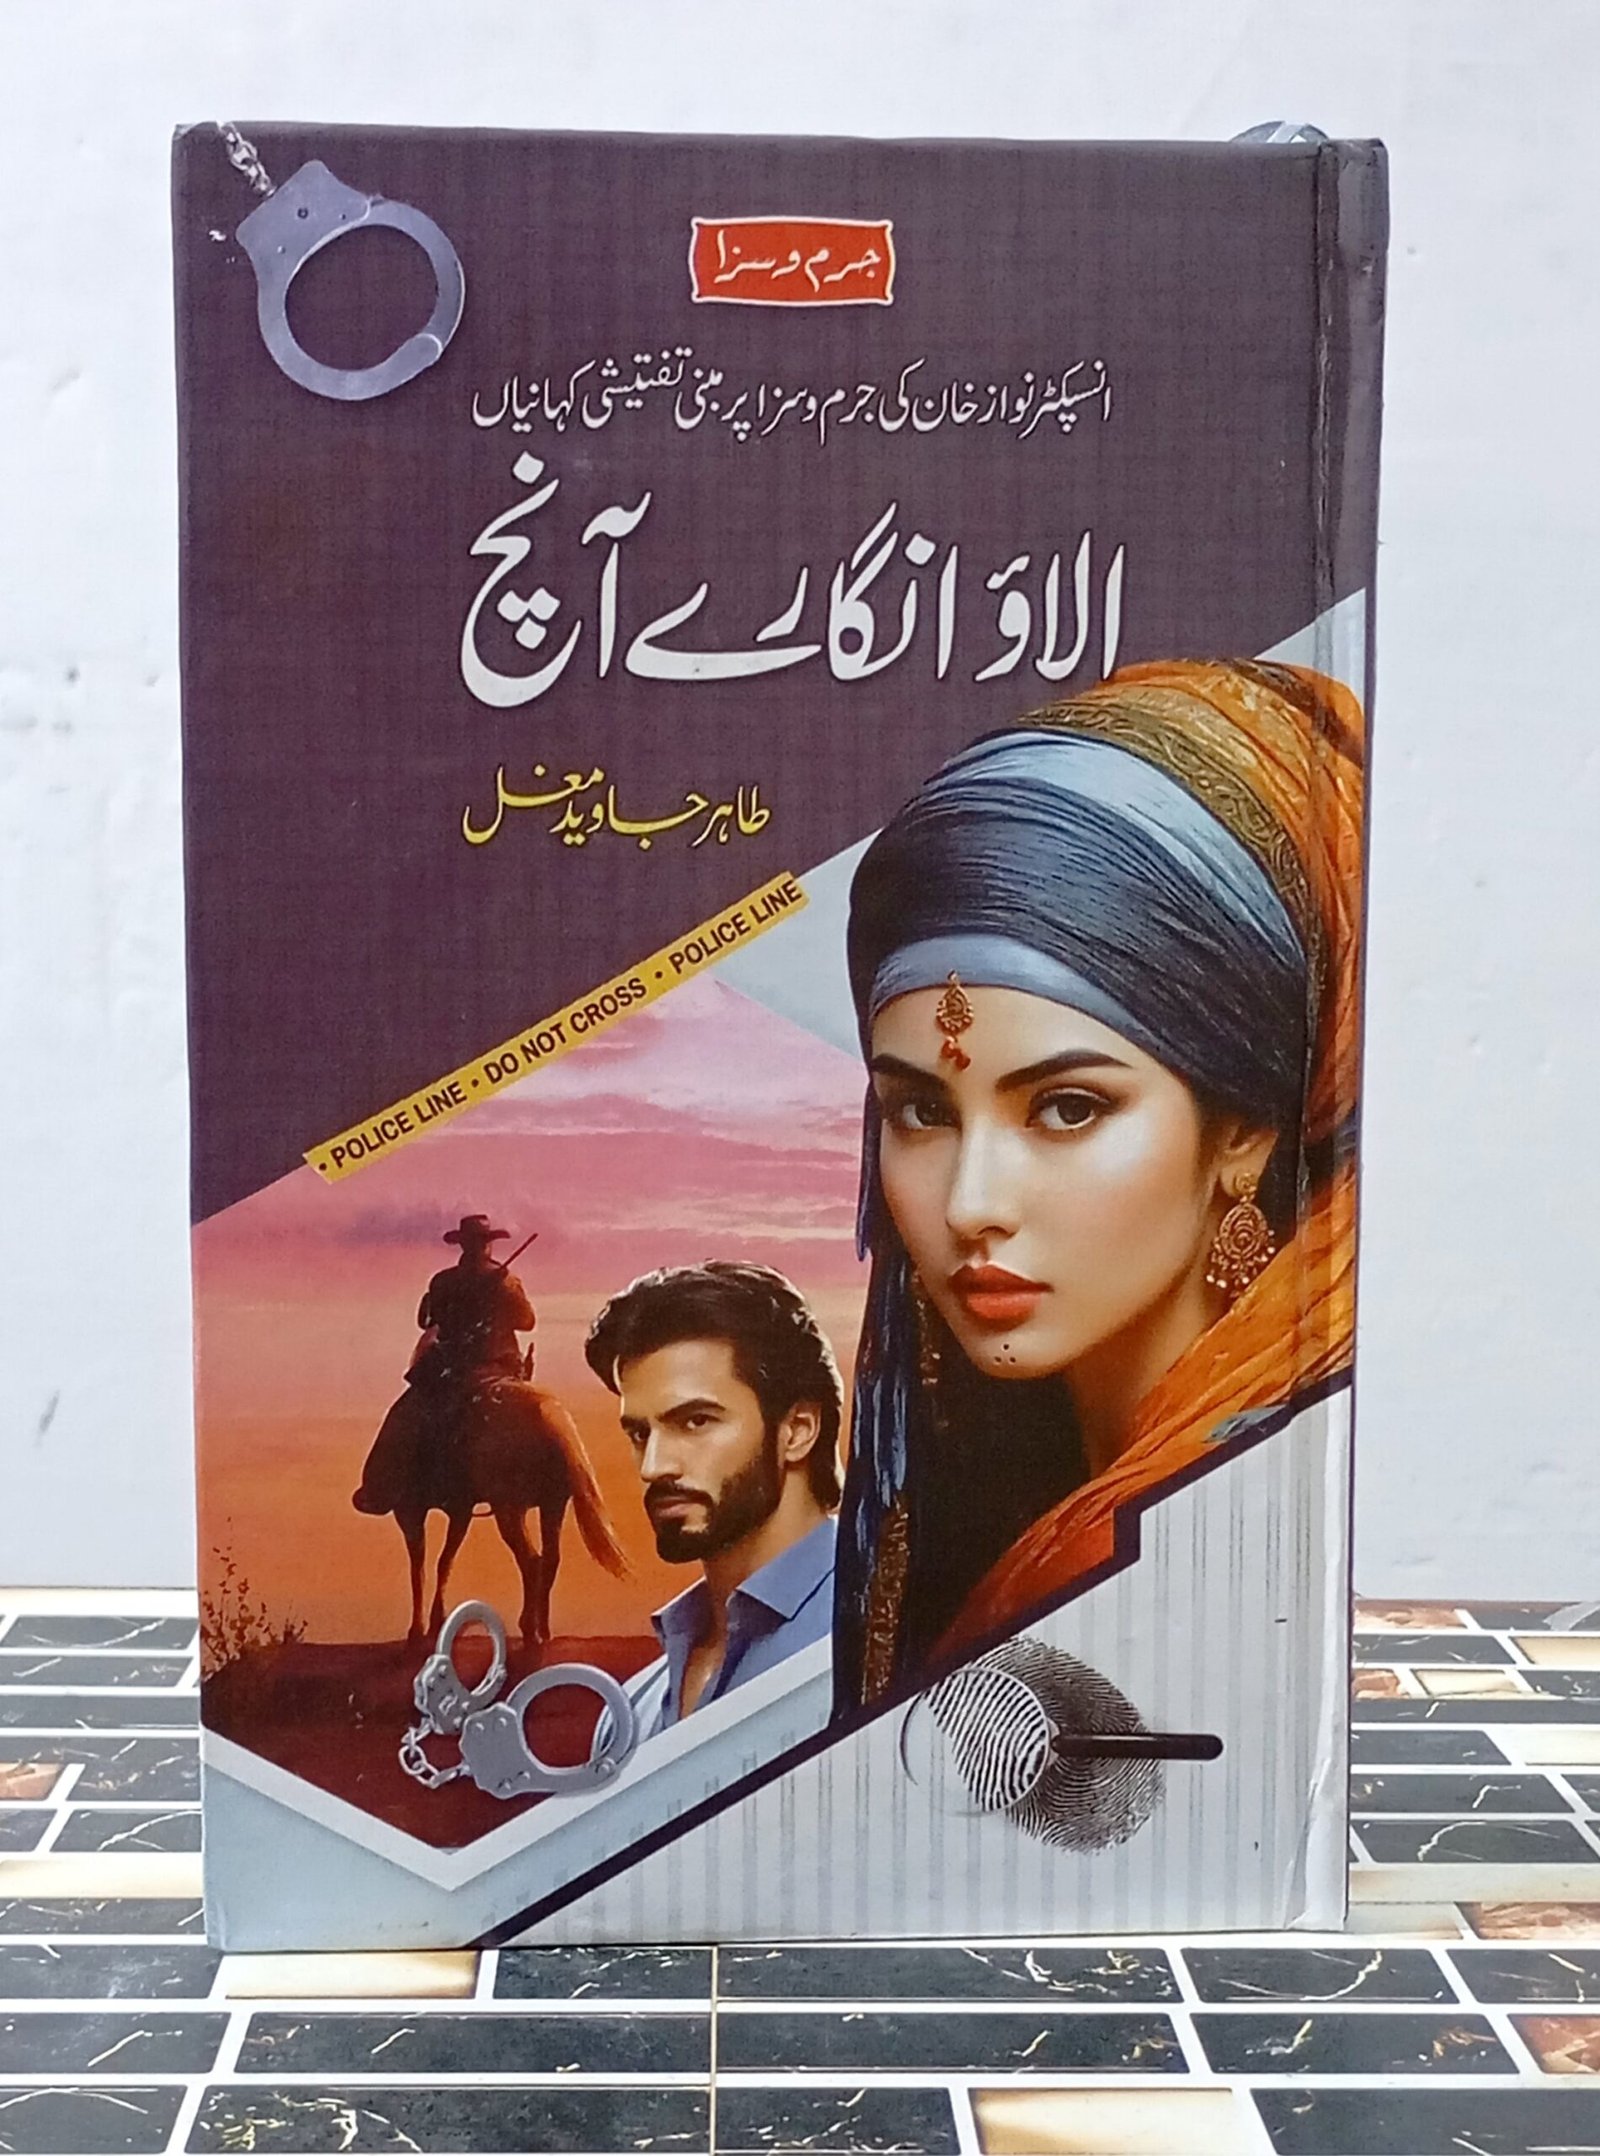 جرم و سزا
انسپکٹر نواز خان کی جرم و سزا پر مبنی تفتیشی کہانیاں
الاؤ انگارے آنچ
طاہر جاوید مغل
• POLICE LINE • DO NOT CROSS • POLICE LINE